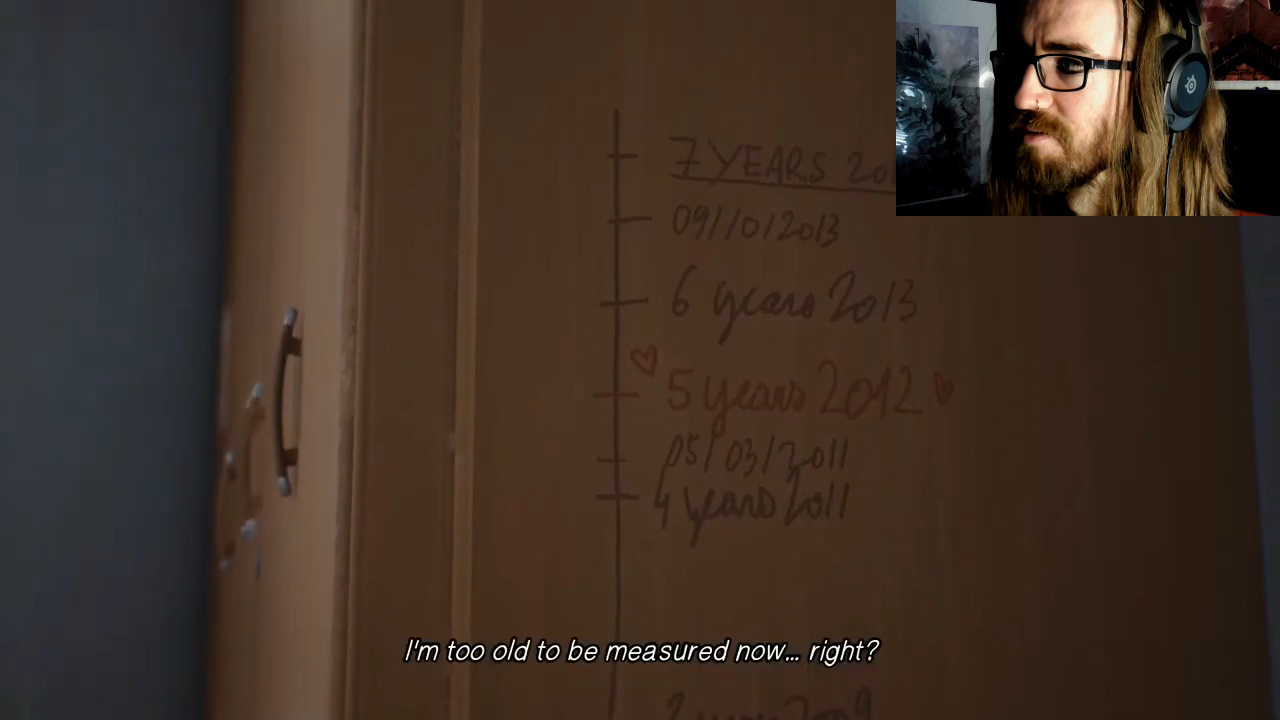 7 YEARS 20
09/10/2013
6 years 2013
5 years 2012
05/03/2011
4 years 2011
I'm too old to be measured now... right?
2009